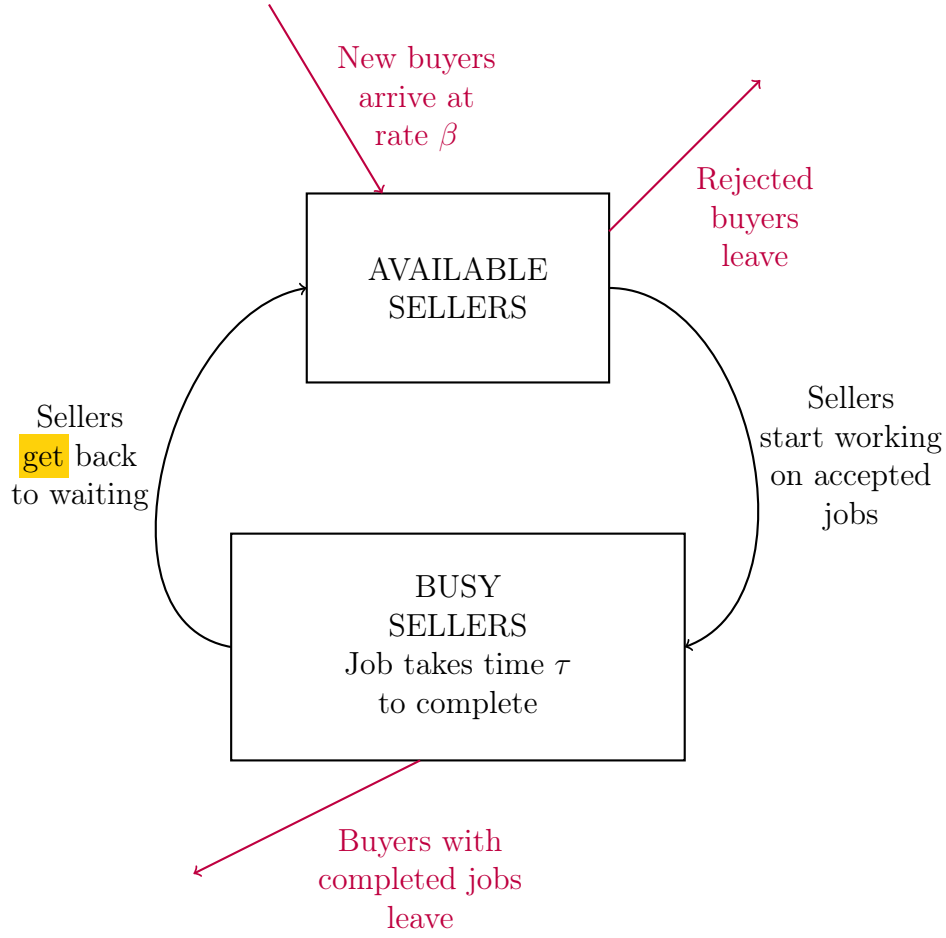 New buyers
arrive at
rate β
Rejected
buyers
leave
AVAILABLE
SELLERS
Sellers
get back
to waiting
Sellers
start working
on accepted
jobs
BUSY
SELLERS
Job takes time τ
to complete
Buyers with
completed jobs
leave